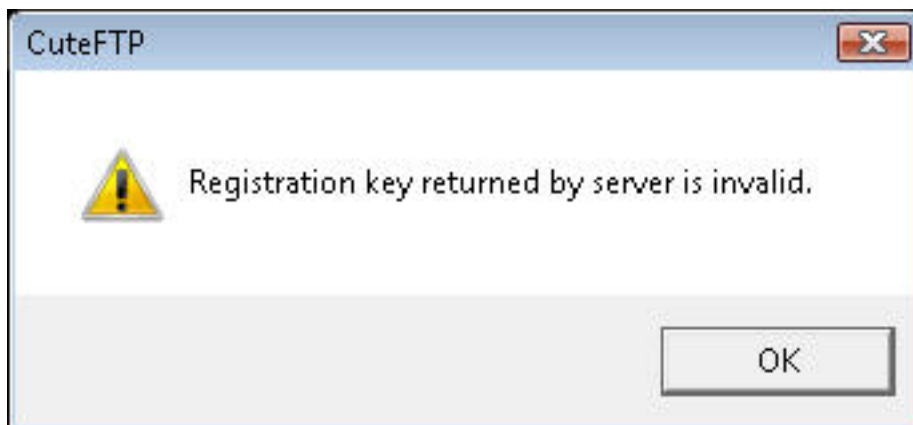 CuteFTP
Registration key returned by server is invalid.
OK